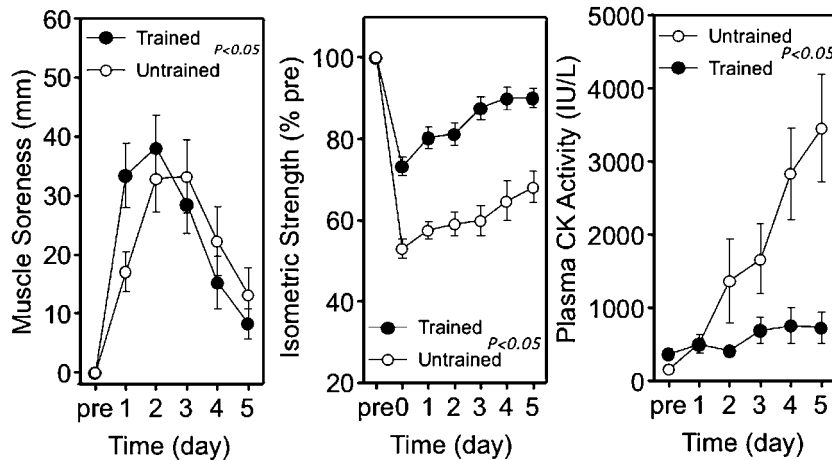 Muscle Soreness (mm)
60
50
40
30
20
10
0
Trained
P<0.05
Untrained
pre 1 2 3 4 5
Time (day)
Isometric Strength (% pre)
100
80
60
40
20
Trained
P<0.05
Untrained
pre0 1 2 3 4 5
Time (day)
Plasma CK Activity (IU/L)
5000
4000
3000
2000
1000
0
Untrained
P<0.05
Trained
pre 1 2 3 4 5
Time (day)